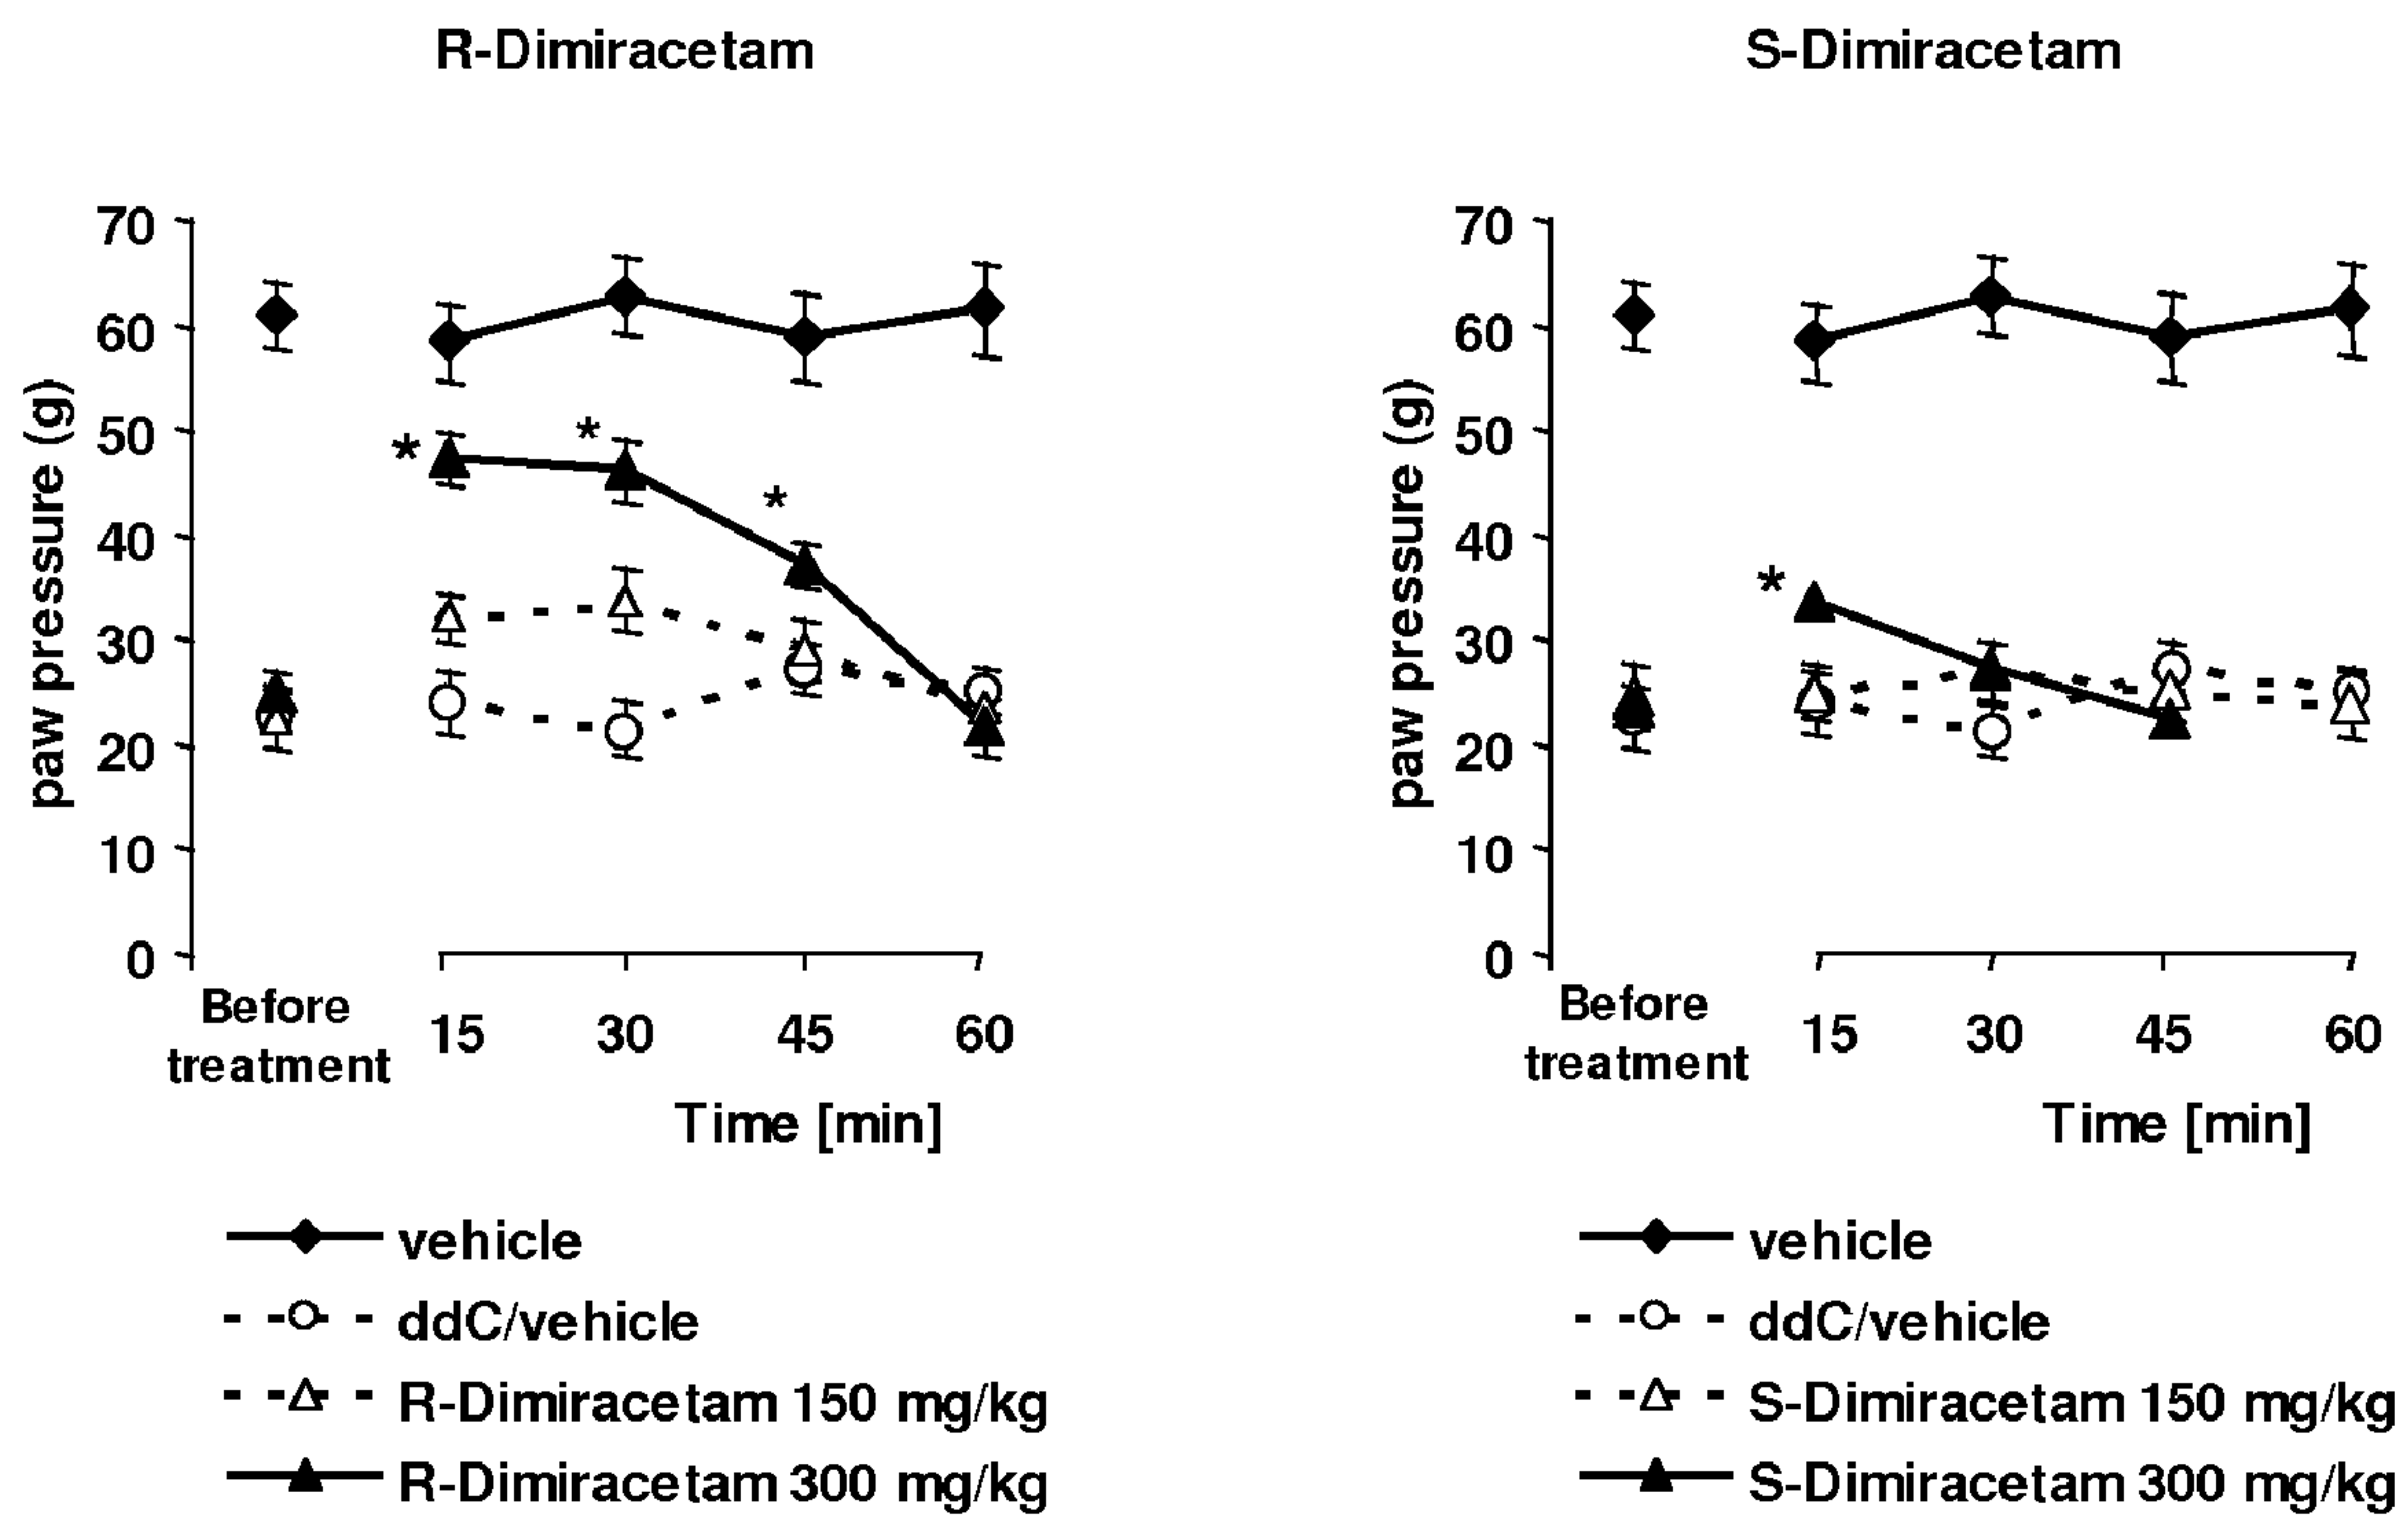 R-Dimiracetam
70
60
50
40
30
20
10
0
paw pressure (g)
*
*
*
Before
treatment
15
30
45
60
Time [min]
vehicle
ddC/vehicle
R-Dimiracetam 150 mg/kg
R-Dimiracetam 300 mg/kg
S-Dimiracetam
70
60
50
40
30
20
10
0
paw pressure (g)
*
Before
treatment
15
30
45
60
Time [min]
vehicle
ddC/vehicle
S-Dimiracetam 150 mg/kg
S-Dimiracetam 300 mg/kg